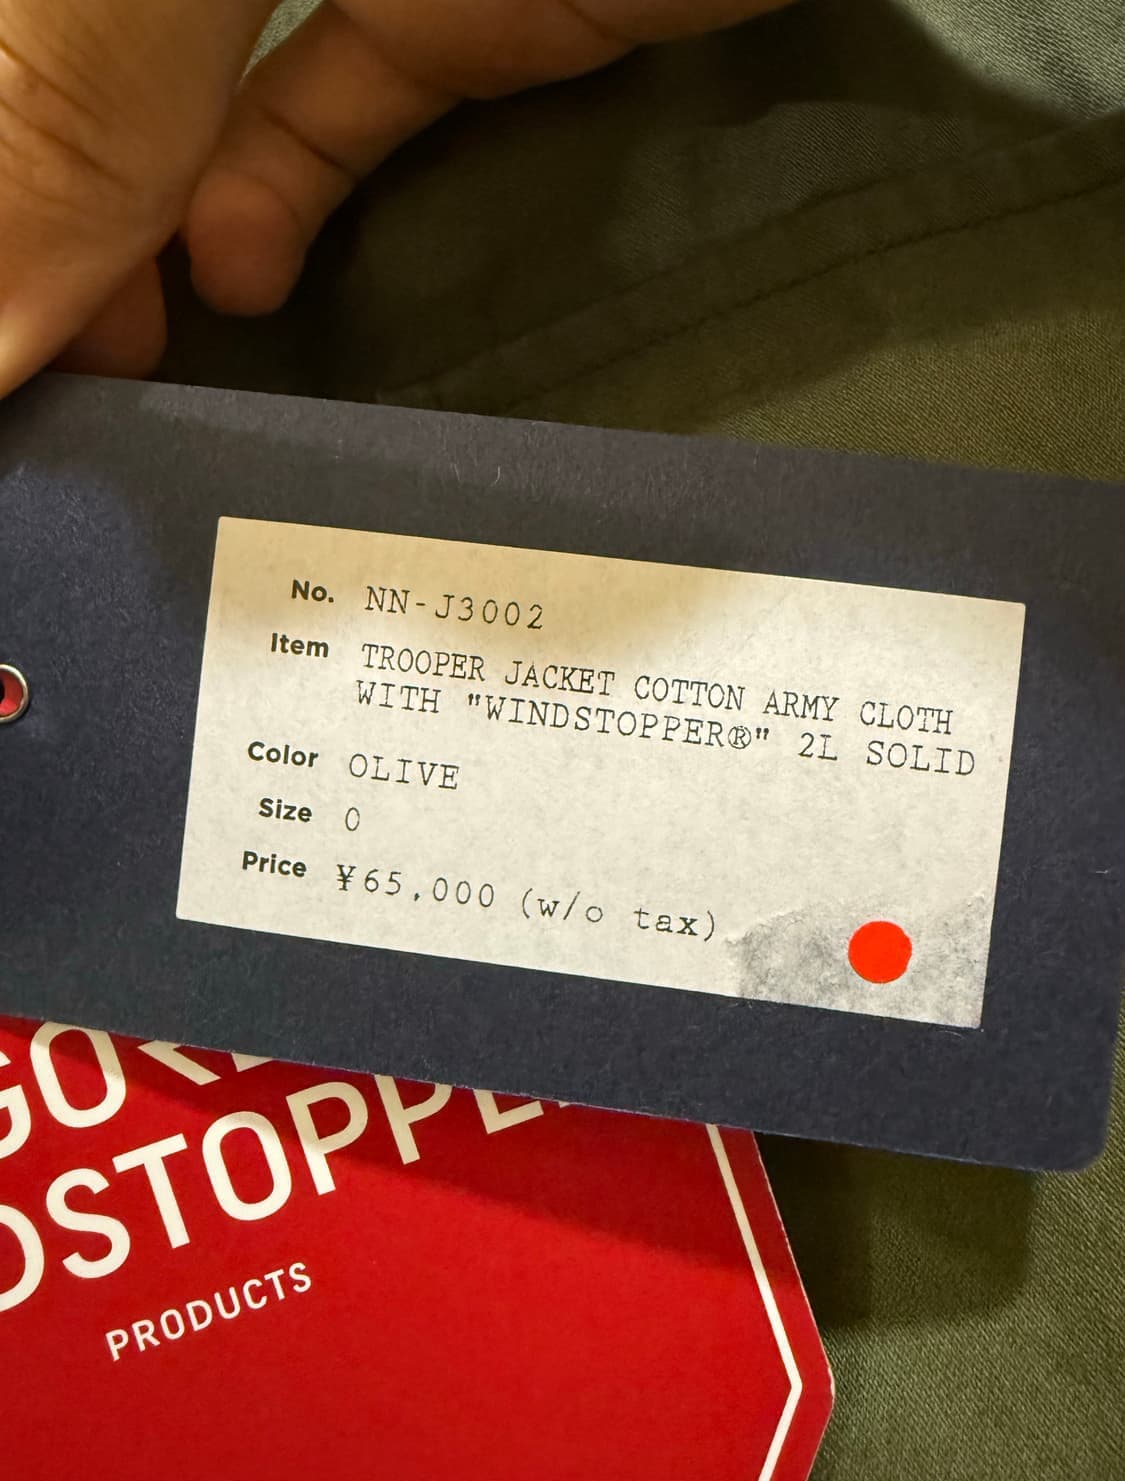 No. NN-J3002
Item TROOPER JACKET COTTON ARMY CLOTH
WITH "WINDSTOPPER®" 2L SOLID
Color OLIVE
Size 0
Price ¥65,000 (w/o tax)
PRODUCTS